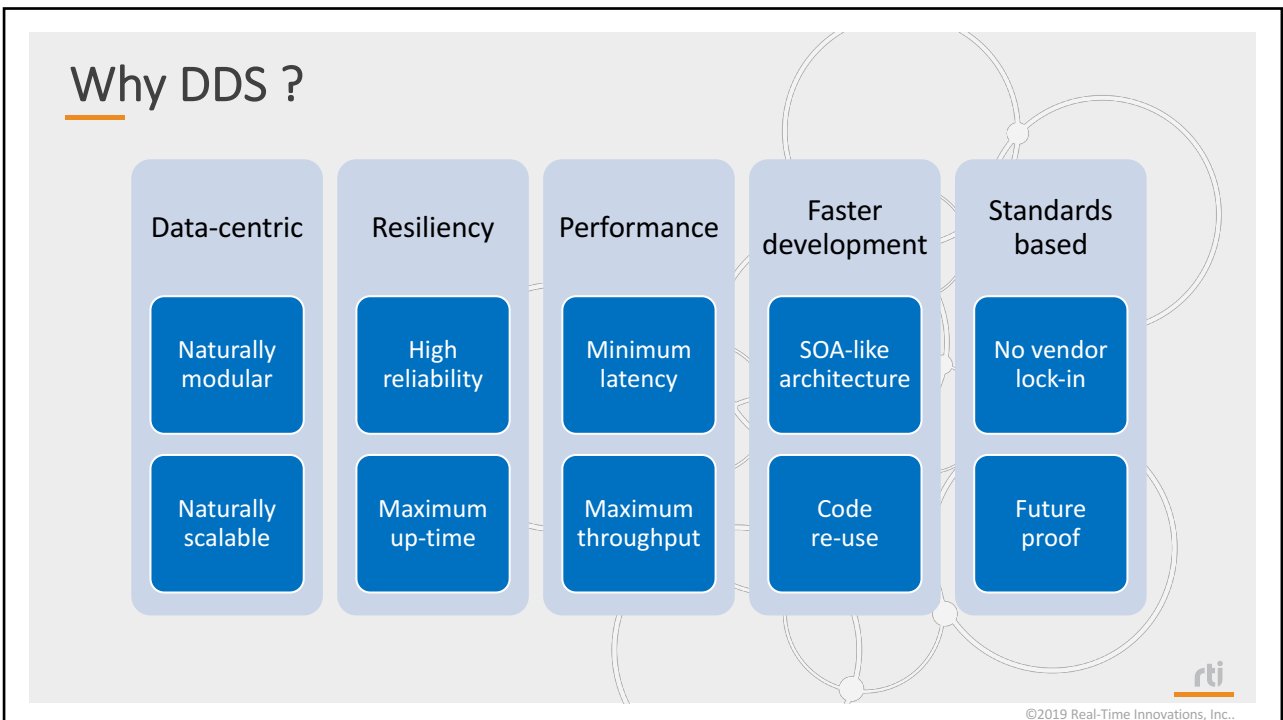 Why DDS ?
Data-centric
Naturally
modular
Naturally
scalable
Resiliency
High
reliability
Maximum
up-time
Performance
Minimum
latency
Maximum
throughput
Faster
development
SOA-like
architecture
Code
re-use
Standards
based
No vendor
lock-in
Future
proof
rti
©2019 Real-Time Innovations, Inc..